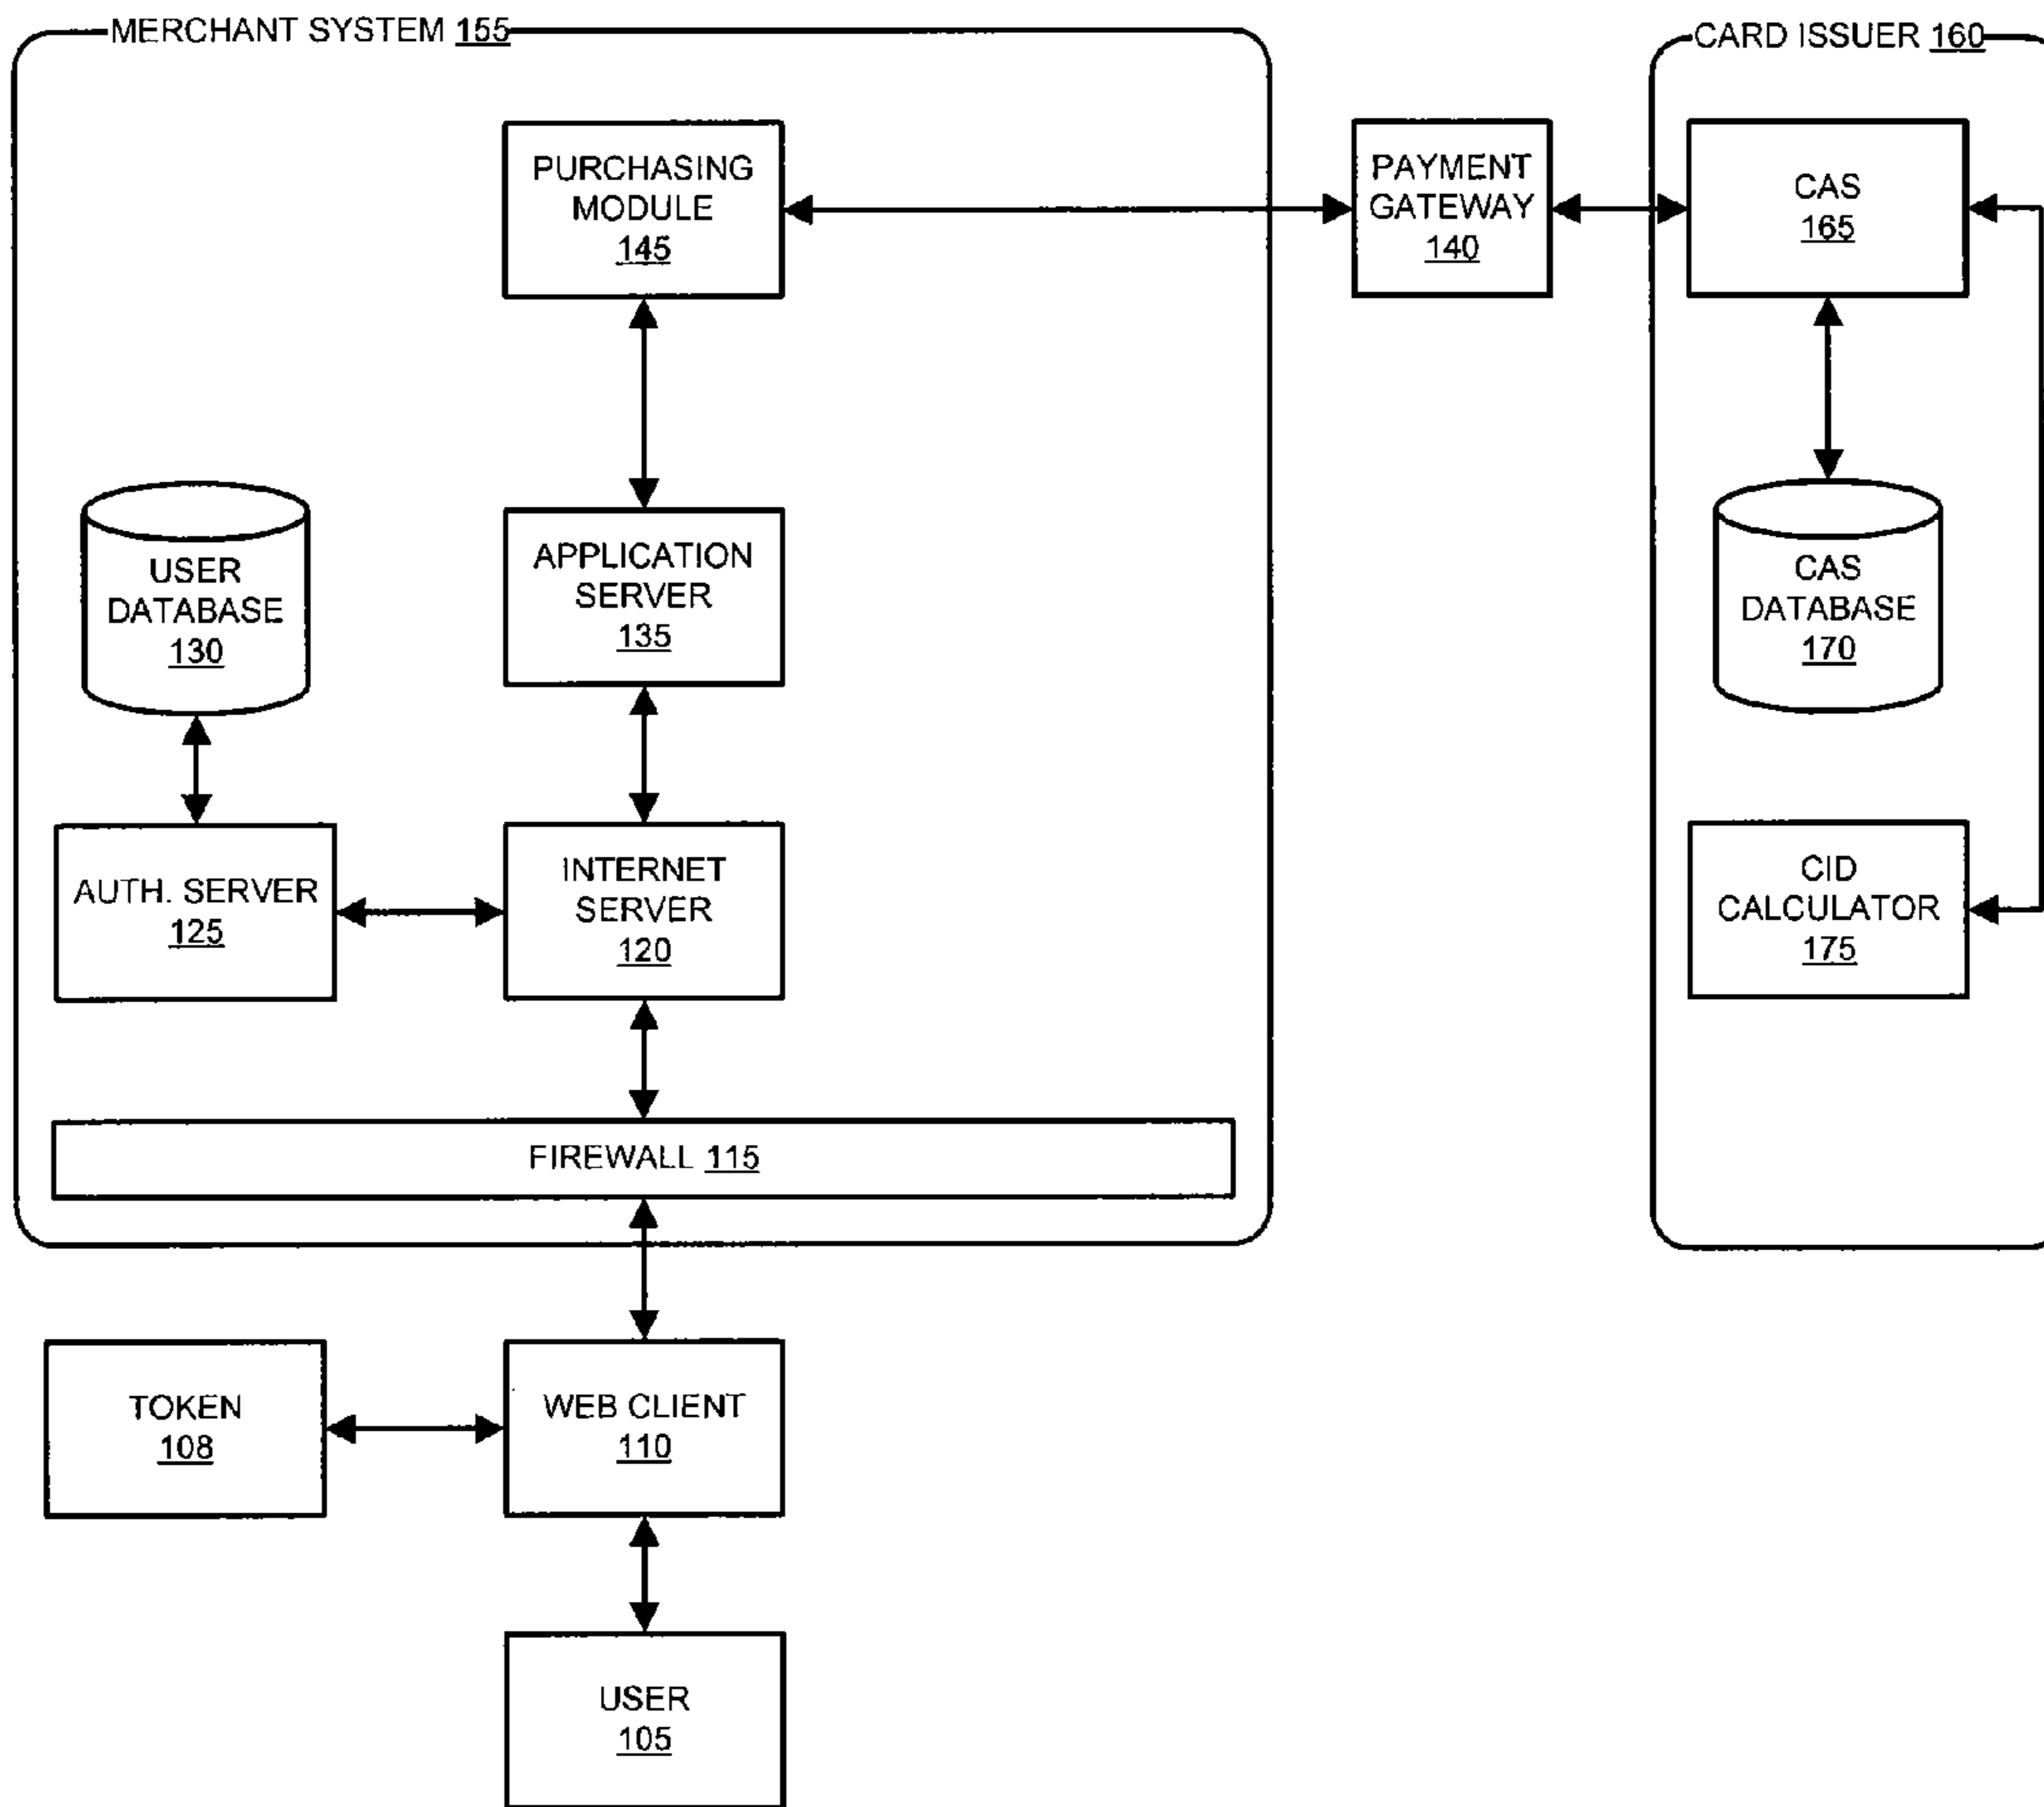 MERCHANT SYSTEM 155
CARD ISSUER 160
PURCHASING
MODULE
145
PAYMENT
GATEWAY
140
CAS
165
USER
DATABASE
130
APPLICATION
SERVER
135
CAS
DATABASE
170
AUTH. SERVER
125
INTERNET
SERVER
120
CID
CALCULATOR
175
FIREWALL 115
TOKEN
108
WEB CLIENT
110
USER
105